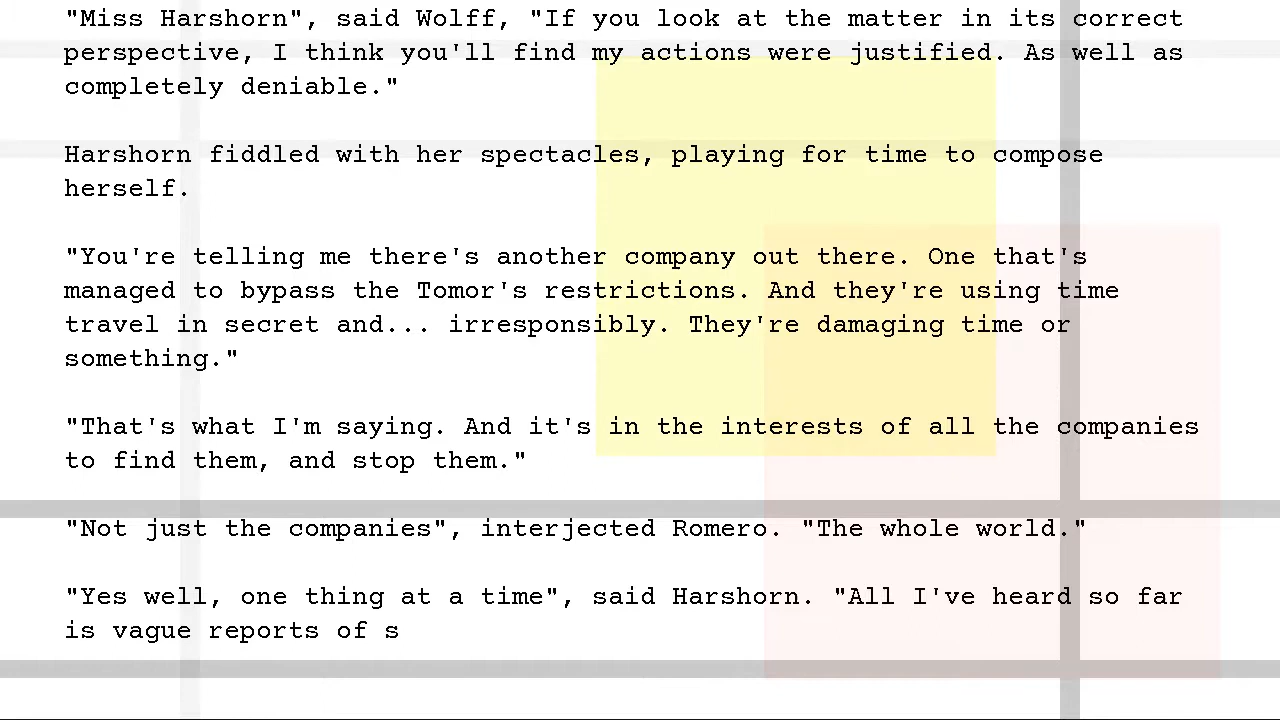 "Miss Harshorn", said Wolff, "If you look at the matter in its correct
perspective, I think you'll find my actions were justified. As well as
completely deniable."
Harshorn fiddled with her spectacles, playing for time to compose
herself.
"You're telling me there's another company out there. One that's
managed to bypass the Tomor's restrictions. And they're using time
travel in secret and... irresponsibly. They're damaging time or
something."
"That's what I'm saying. And it's in the interests of all the companies
to find them, and stop them."
"Not just the companies", interjected Romero. "The whole world."
"Yes well, one thing at a time", said Harshorn. "All I've heard so far
is vague reports of s